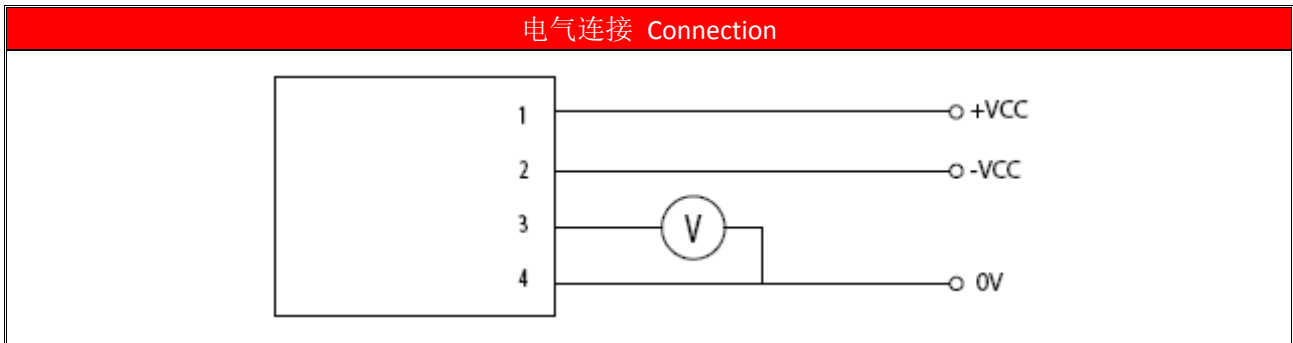 电气连接 Connection
1 +VCC
2 -VCC
3 V
4 0V